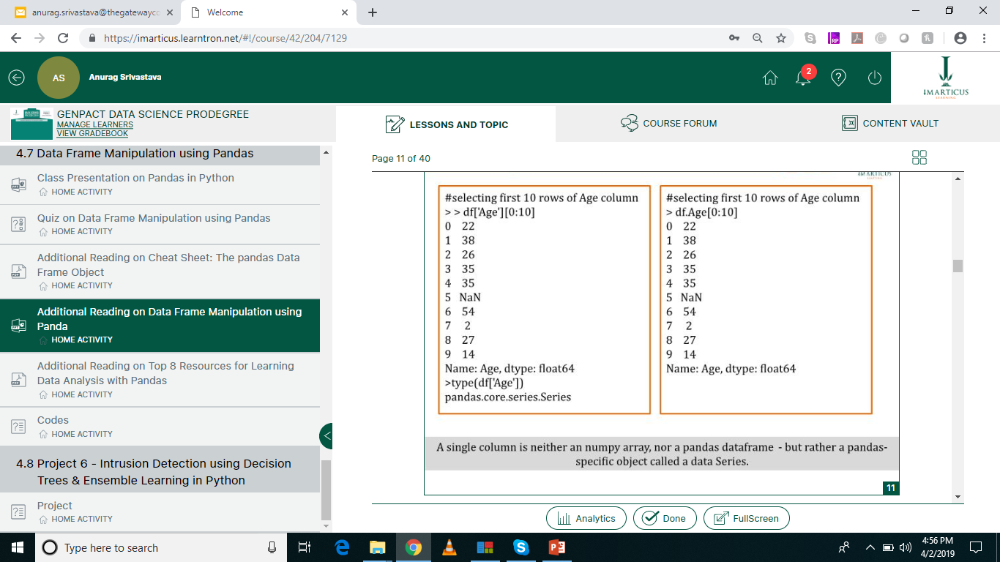 anurag.srivastava@thegatewayco
Welcome
https://imarticus.learntron.net/#!/course/42/204/7129
AS
Anurag Srivastava
2
IMARTICUS
LEARNING
GENPACT DATA SCIENCE PRODEGREE
MANAGE LEARNERS
VIEW GRADEBOOK
LESSONS AND TOPIC
COURSE FORUM
CONTENT VAULT
4.7 Data Frame Manipulation using Pandas
Class Presentation on Pandas in Python
HOME ACTIVITY
Quiz on Data Frame Manipulation using Pandas
HOME ACTIVITY
Additional Reading on Cheat Sheet: The pandas Data
Frame Object
HOME ACTIVITY
Additional Reading on Data Frame Manipulation using
Panda
HOME ACTIVITY
Additional Reading on Top 8 Resources for Learning
Data Analysis with Pandas
HOME ACTIVITY
Codes
HOME ACTIVITY
4.8 Project 6 - Intrusion Detection using Decision
Trees & Ensemble Learning in Python
Project
HOME ACTIVITY
Page 11 of 40
IMARTICUS
#selecting first 10 rows of Age column
> > df['Age'][0:10]
0 22
1 38
2 26
3 35
4 35
5 NaN
6 54
7 2
8 27
9 14
Name: Age, dtype: float64
>type(df['Age'])
pandas.core.series.Series
#selecting first 10 rows of Age column
> df.Age[0:10]
0 22
1 38
2 26
3 35
4 35
5 NaN
6 54
7 2
8 27
9 14
Name: Age, dtype: float64
A single column is neither an numpy array, nor a pandas dataframe - but rather a pandas-
specific object called a data Series.
11
Analytics
Done
FullScreen
Type here to search
4:56 PM
4/2/2019